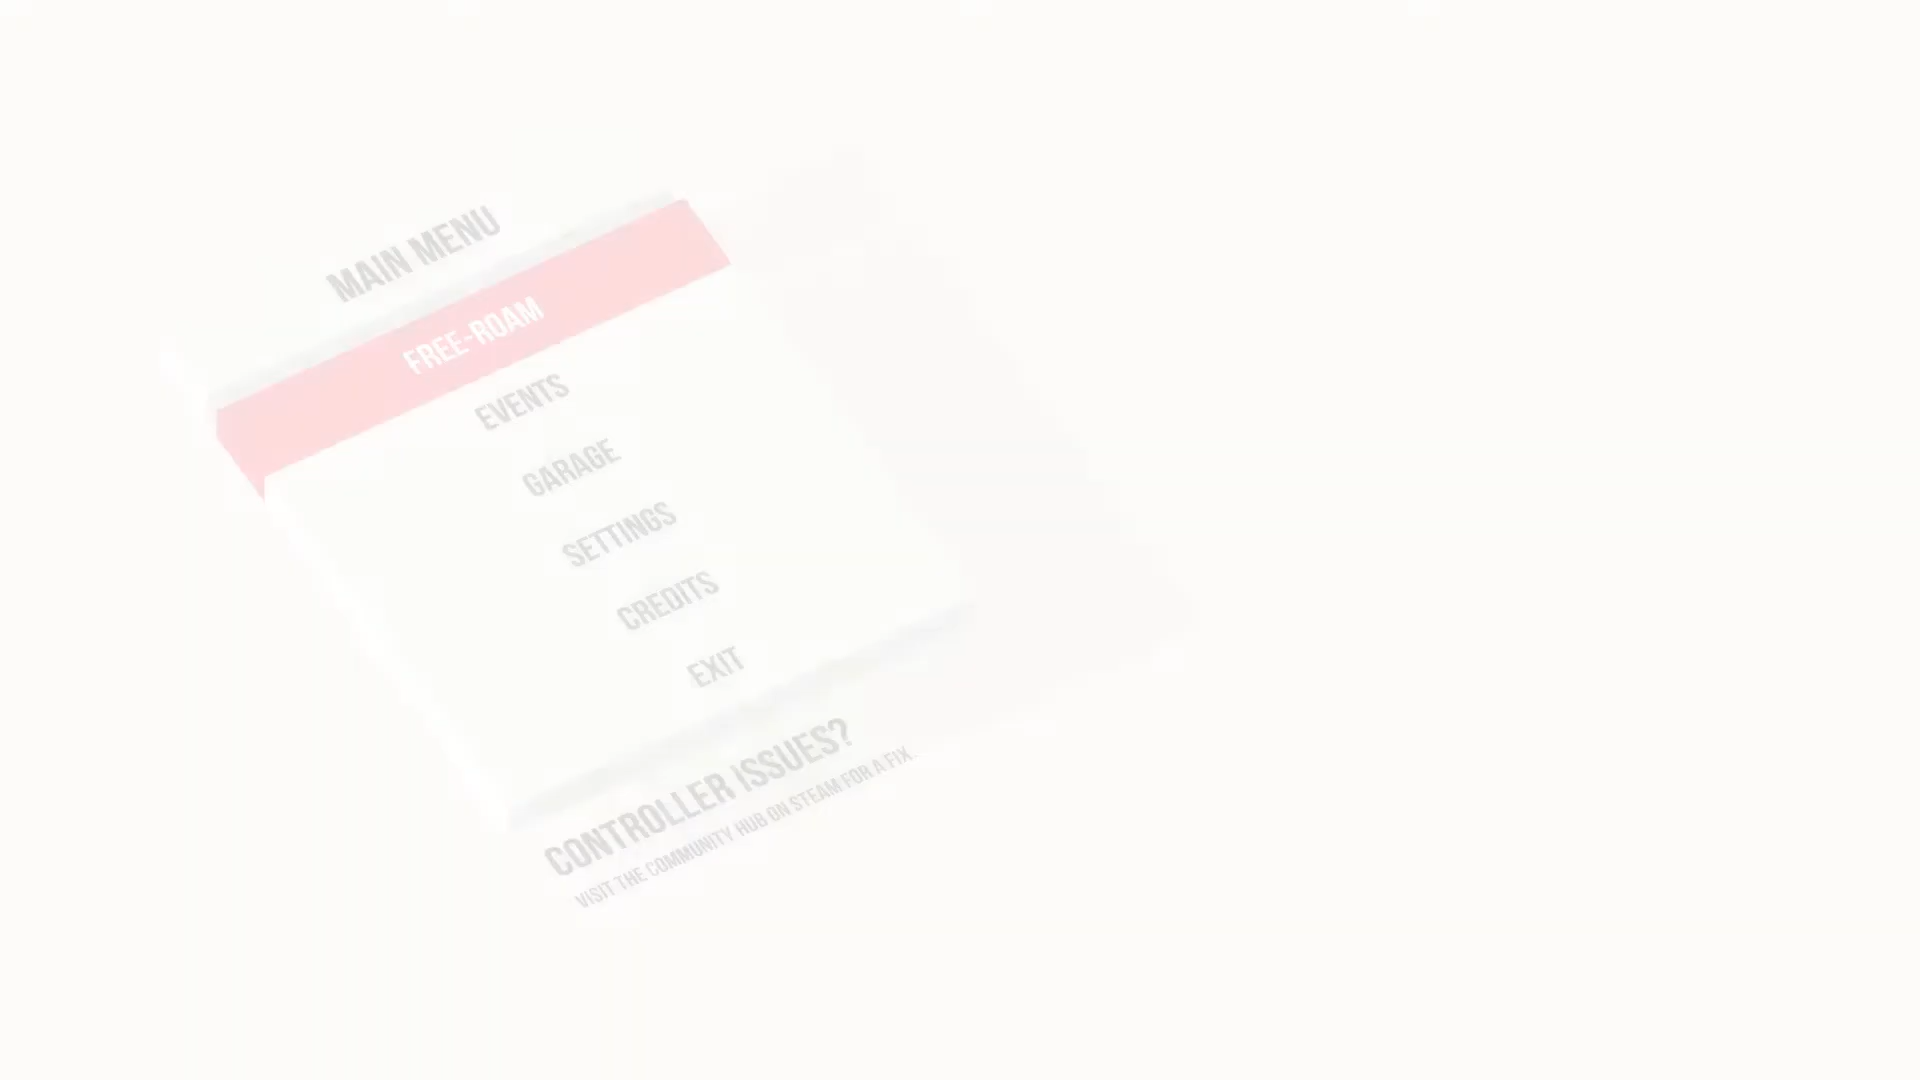 MAIN MENU
FREE-ROAM
EVENTS
GARAGE
SETTINGS
CREDITS
EXIT
CONTROLLER ISSUES?
VISIT THE COMMUNITY HUB ON STEAM FOR A FIX.